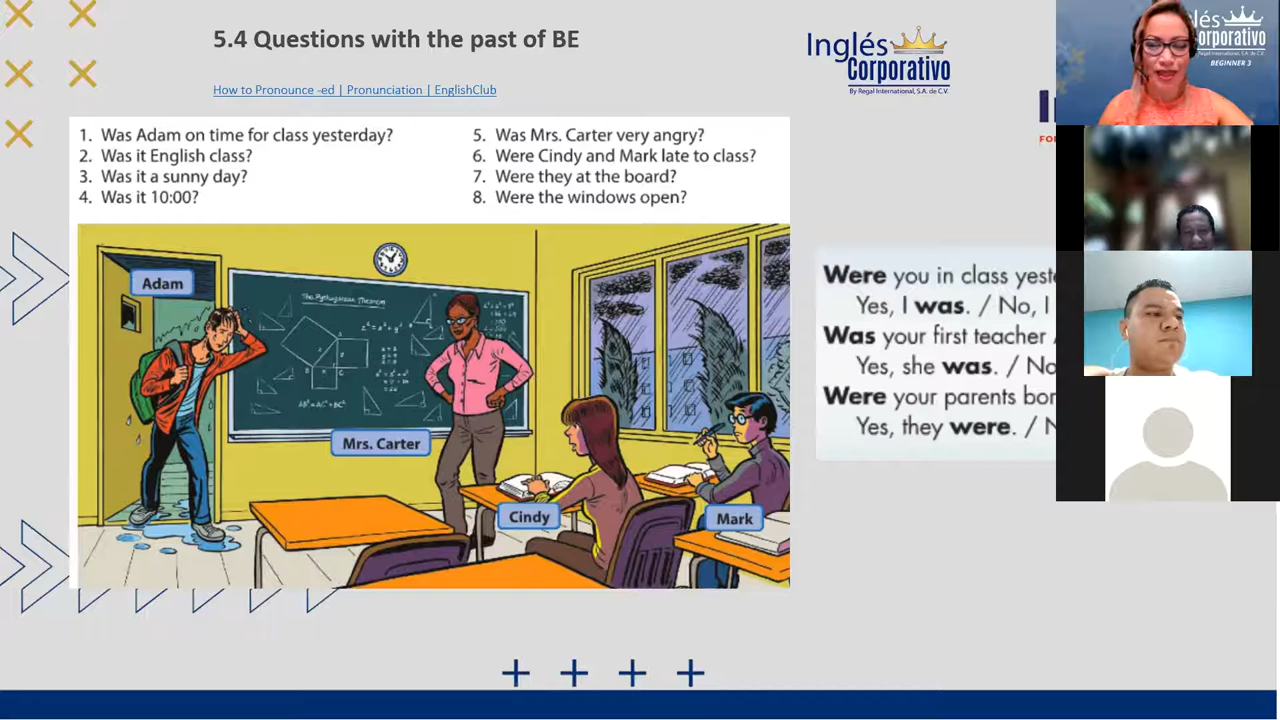 5.4 Questions with the past of BE
How to Pronounce -ed | Pronunciation | EnglishClub
Inglés
Corporativo
By Regal International, S.A. de C.V.
Corporativo
By Regal International, S.A. de C.V.
BEGINNER 3
1. Was Adam on time for class yesterday?
2. Was it English class?
3. Was it a sunny day?
4. Was it 10:00?
5. Was Mrs. Carter very angry?
6. Were Cindy and Mark late to class?
7. Were they at the board?
8. Were the windows open?
Adam
The Pythagorean Theorem
Mrs. Carter
Cindy
Mark
Were you in class
Yes, I was. / No, I
Was your first teacher
Yes, she was. / No
Were your parents
Yes, they were. /